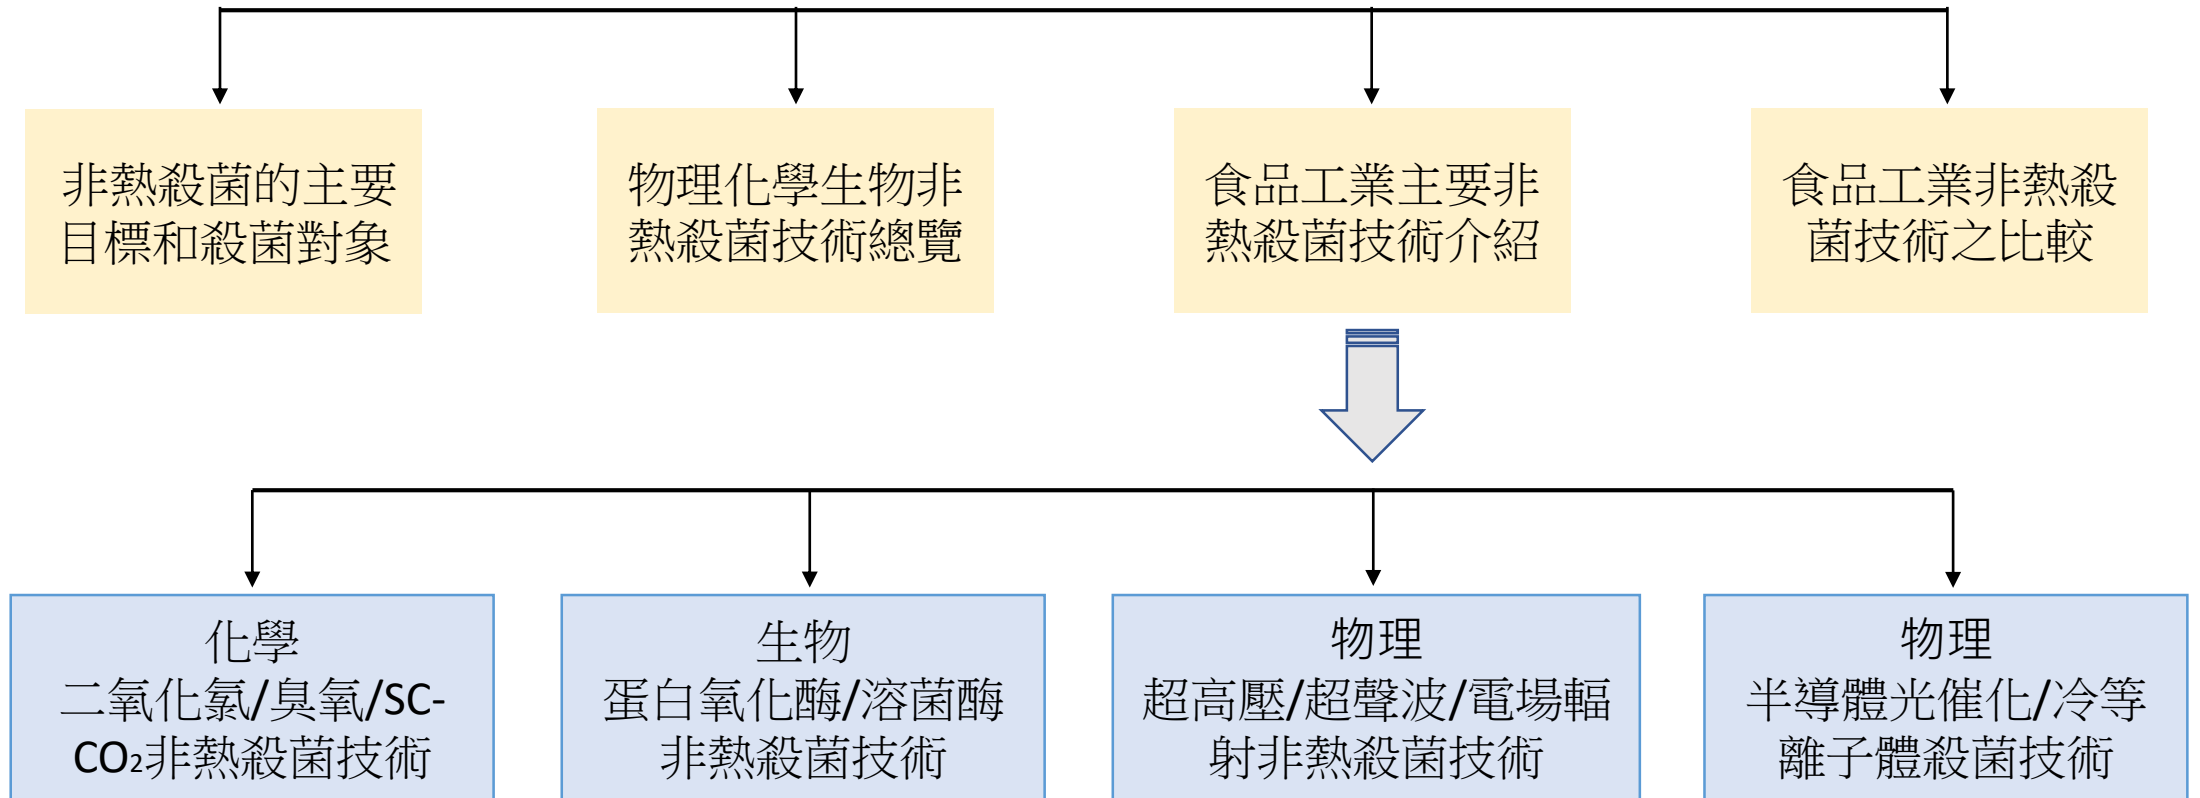 非熱殺菌的主要
目標和殺菌對象
物理化學生物非
熱殺菌技術總覽
食品工業主要非
熱殺菌技術介紹
食品工業非熱殺
菌技術之比較
化學
二氧化氯/臭氧/SC-
CO₂非熱殺菌技術
生物
蛋白氧化酶/溶菌酶
非熱殺菌技術
物理
超高壓/超聲波/電場輻
射非熱殺菌技術
物理
半導體光催化/冷等
離子體殺菌技術